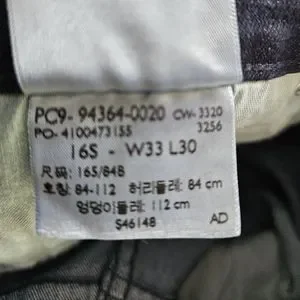 PC9-94364-0020 CW-3320
PO-4100473155 3256
16S - W33 L30
尺码: 165/84B
호칭: 84-112 허리둘레: 84 cm
엉덩이둘레: 112 cm
S46148 AD